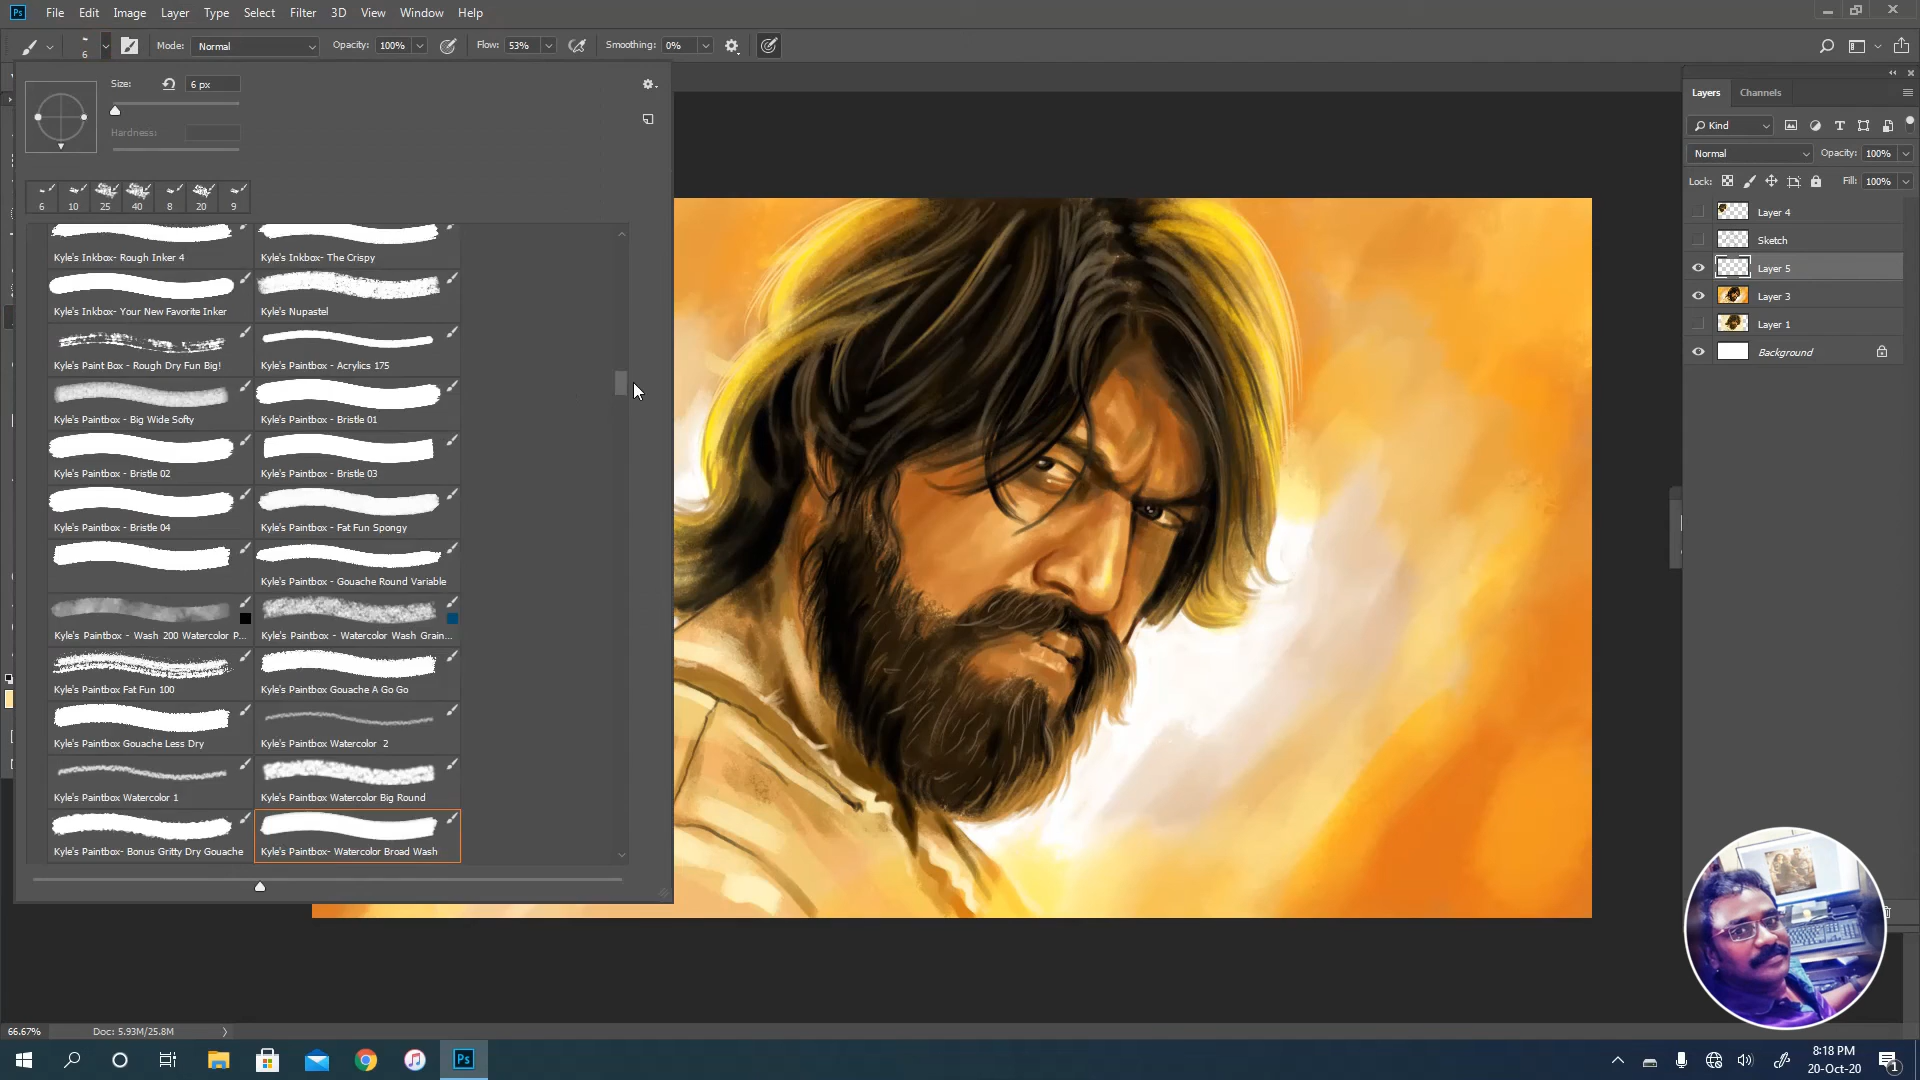 Ps File Edit Image Layer Type Select Filter 3D View Window Help
6 Mode: Normal Opacity: 100% Flow: 53% Smoothing: 0%
Size: 6 px
Hardness:
6 10 25 40 8 20 9
Kyle's Inkbox- Rough Inker 4 Kyle's Inkbox- The Crispy
Kyle's Inkbox- Your New Favorite Inker Kyle's Nupastel
Kyle's Paint Box - Rough Dry Fun Big! Kyle's Paintbox - Acrylics 175
Kyle's Paintbox - Big Wide Softy Kyle's Paintbox - Bristle 01
Kyle's Paintbox - Bristle 02 Kyle's Paintbox - Bristle 03
Kyle's Paintbox - Bristle 04 Kyle's Paintbox - Fat Fun Spongy
Kyle's Paintbox - Gouache Round Variable
Kyle's Paintbox - Wash 200 Watercolor P... Kyle's Paintbox - Watercolor Wash Grain...
Kyle's Paintbox Fat Fun 100 Kyle's Paintbox Gouache A Go Go
Kyle's Paintbox Gouache Less Dry Kyle's Paintbox Watercolor 2
Kyle's Paintbox Watercolor 1 Kyle's Paintbox Watercolor Big Round
Kyle's Paintbox- Bonus Gritty Dry Gouache Kyle's Paintbox- Watercolor Broad Wash
Layers Channels
Kind
Normal Opacity: 100%
Lock: Fill: 100%
Layer 4
Sketch
Layer 5
Layer 3
Layer 1
Background
66.67% Doc: 5.93M/25.8M
Ps
8:18 PM
20-Oct-20
1